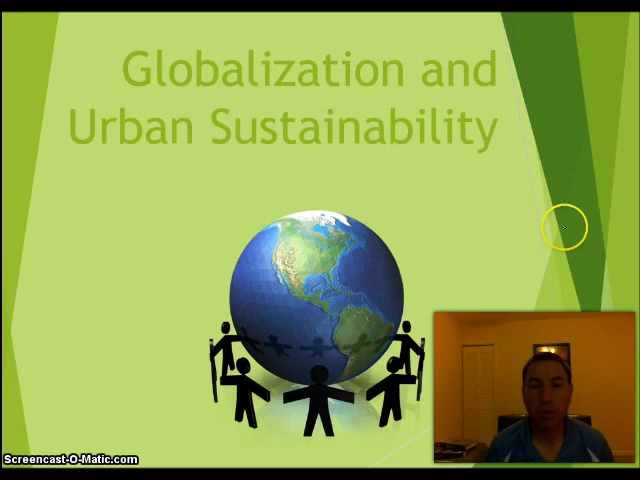 Globalization and
Urban Sustainability
Screencast-O-Matic.com